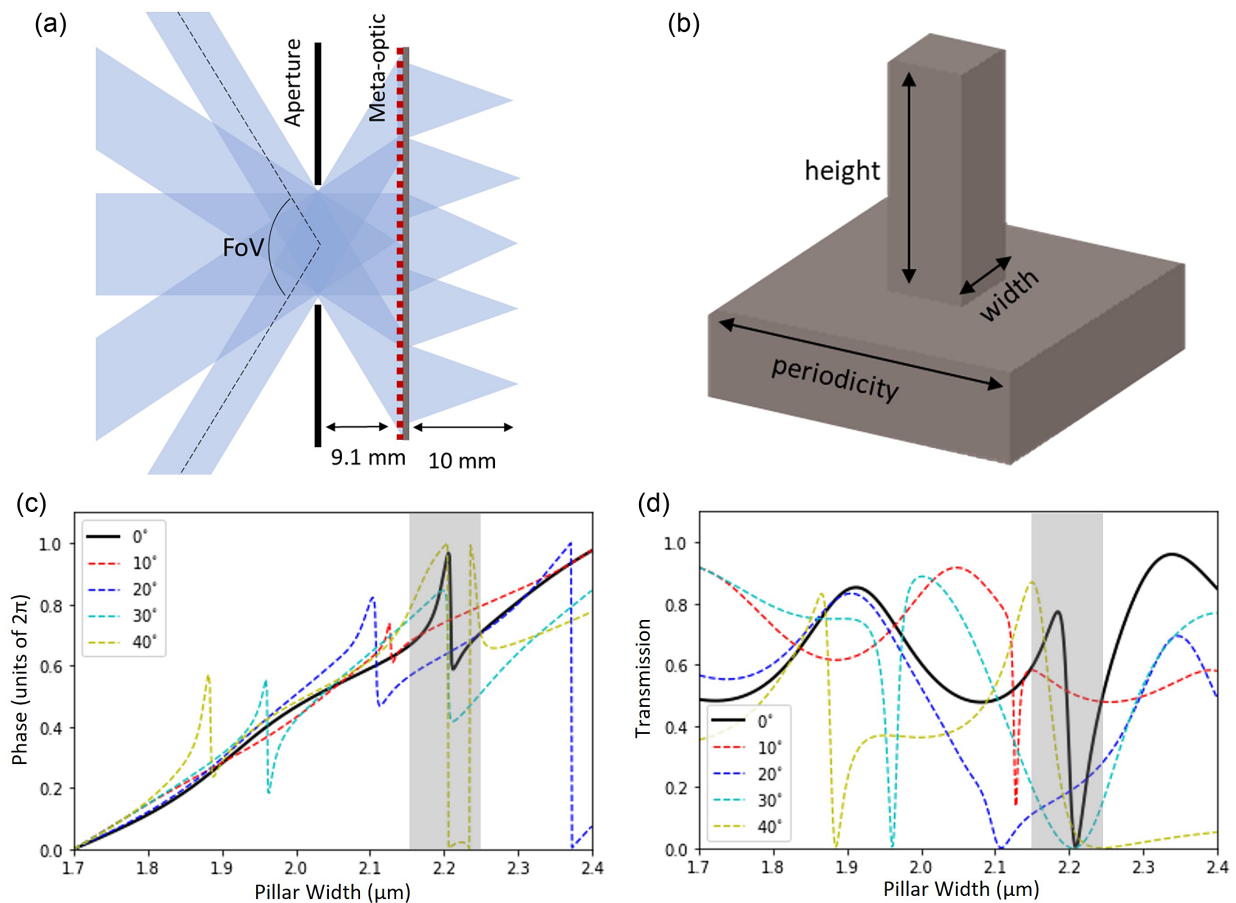 (a)
Aperture
Meta-optic
FoV
9.1 mm
10 mm
(b)
height
width
periodicity
(c)
Phase (units of 2π)
1.0
0.8
0.6
0.4
0.2
0.0
0°
10°
20°
30°
40°
1.7 1.8 1.9 2.0 2.1 2.2 2.3 2.4
Pillar Width (μm)
(d)
Transmission
1.0
0.8
0.6
0.4
0.2
0.0
0°
10°
20°
30°
40°
1.7 1.8 1.9 2.0 2.1 2.2 2.3 2.4
Pillar Width (μm)